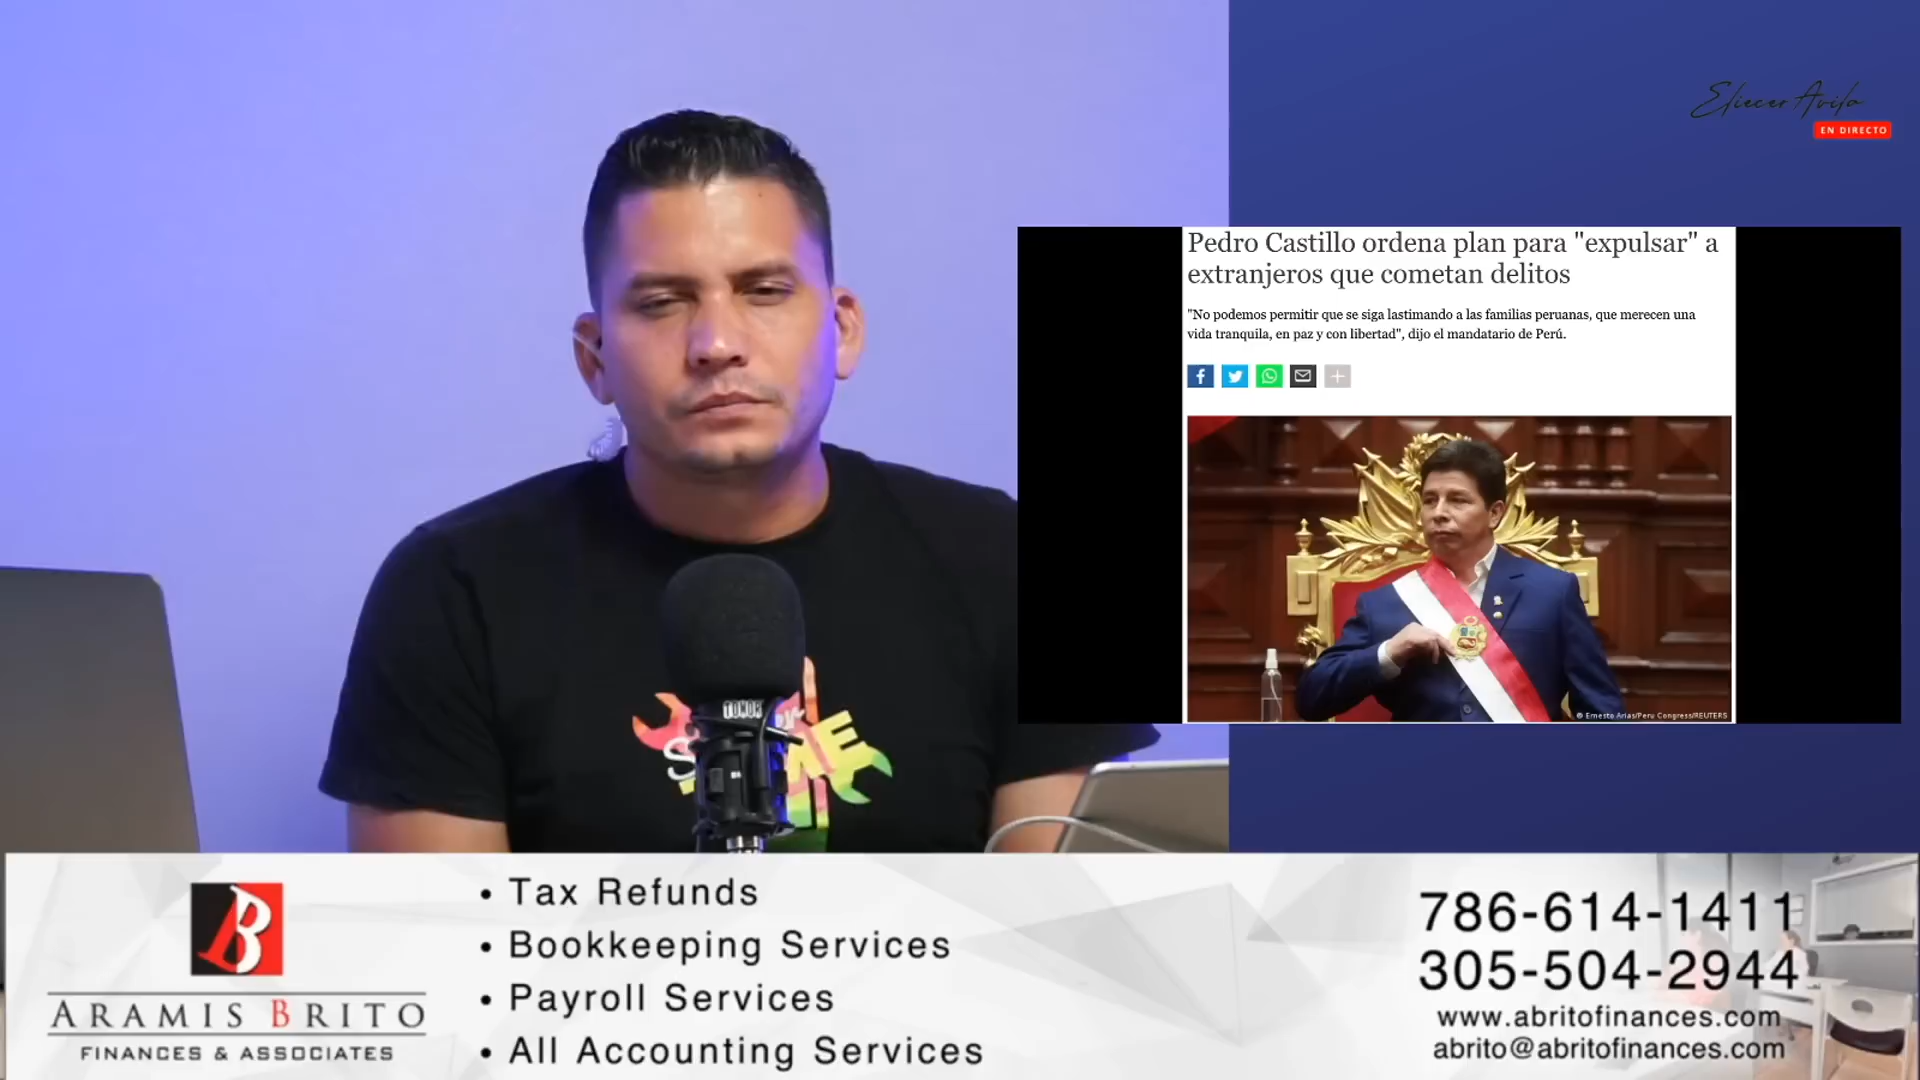 Eliecer Avila
EN DIRECTO
Pedro Castillo ordena plan para "expulsar" a
extranjeros que cometan delitos
"No podemos permitir que se siga lastimando a las familias peruanas, que merecen una
vida tranquila, en paz y con libertad", dijo el mandatario de Perú.
© Ernesto Arias/Peru Congress/REUTERS
TONOR
B
ARAMIS BRITO
FINANCES & ASSOCIATES
• Tax Refunds
• Bookkeeping Services
• Payroll Services
• All Accounting Services
786-614-1411
305-504-2944
www.abritofinances.com
abrito@abritofinances.com